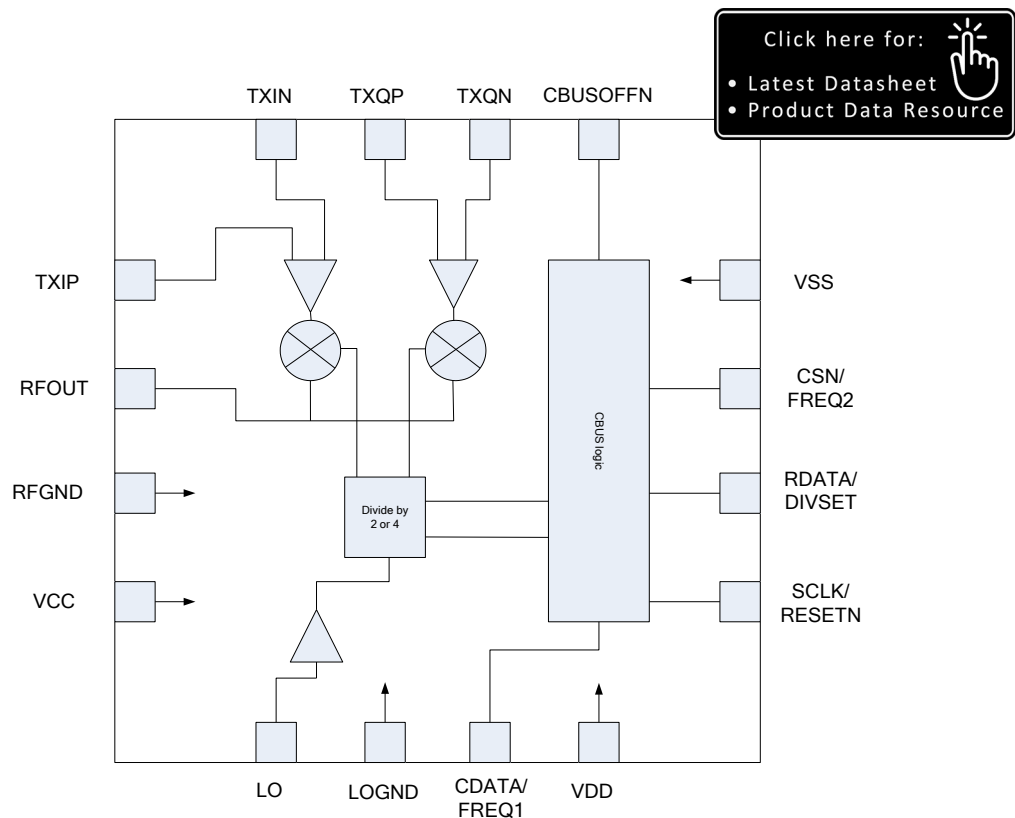 Click here for:
• Latest Datasheet
• Product Data Resource
TXIN
TXQP
TXQN
CBUSOFFN
TXIP
RFOUT
RFGND
VCC
CBUS logic
Divide by
2 or 4
VSS
CSN/
FREQ2
RDATA/
DIVSET
SCLK/
RESETN
LO
LOGND
CDATA/
FREQ1
VDD